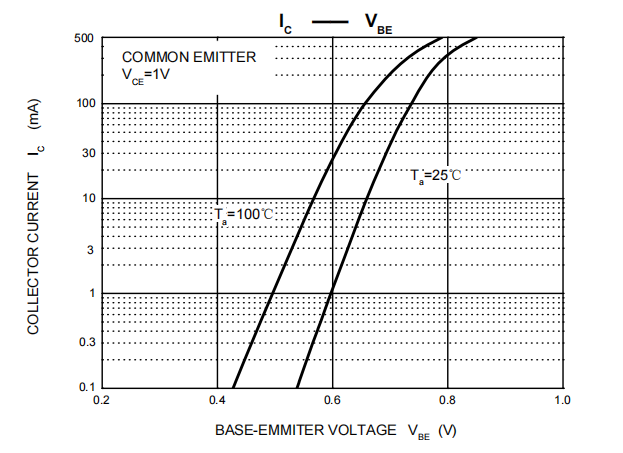 IC — VBE
COMMON EMITTER
VCE=1V
500
100
30
10
3
1
0.3
0.1
Ta=25℃
Ta=100℃
0.2 0.4 0.6 0.8 1.0
COLLECTOR CURRENT IC (mA)
BASE-EMMITER VOLTAGE VBE (V)